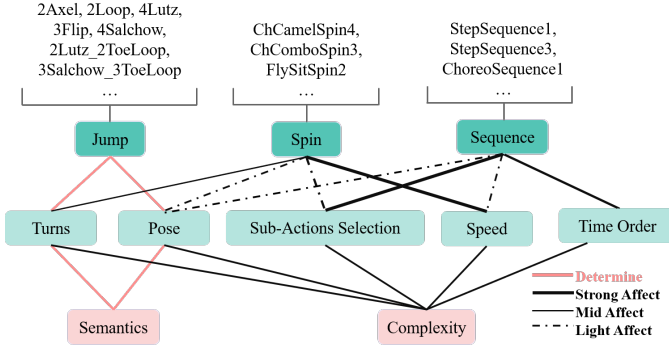 2Axel, 2Loop, 4Lutz,
3Flip, 4Salchow,
2Lutz_2ToeLoop,
3Salchow_3ToeLoop
...
ChCamelSpin4,
ChComboSpin3,
FlySitSpin2
...
StepSequence1,
StepSequence3,
ChoreoSequence1
...
Jump
Spin
Sequence
Turns
Pose
Sub-Actions Selection
Speed
Time Order
Semantics
Complexity
Determine
Strong Affect
Mid Affect
Light Affect